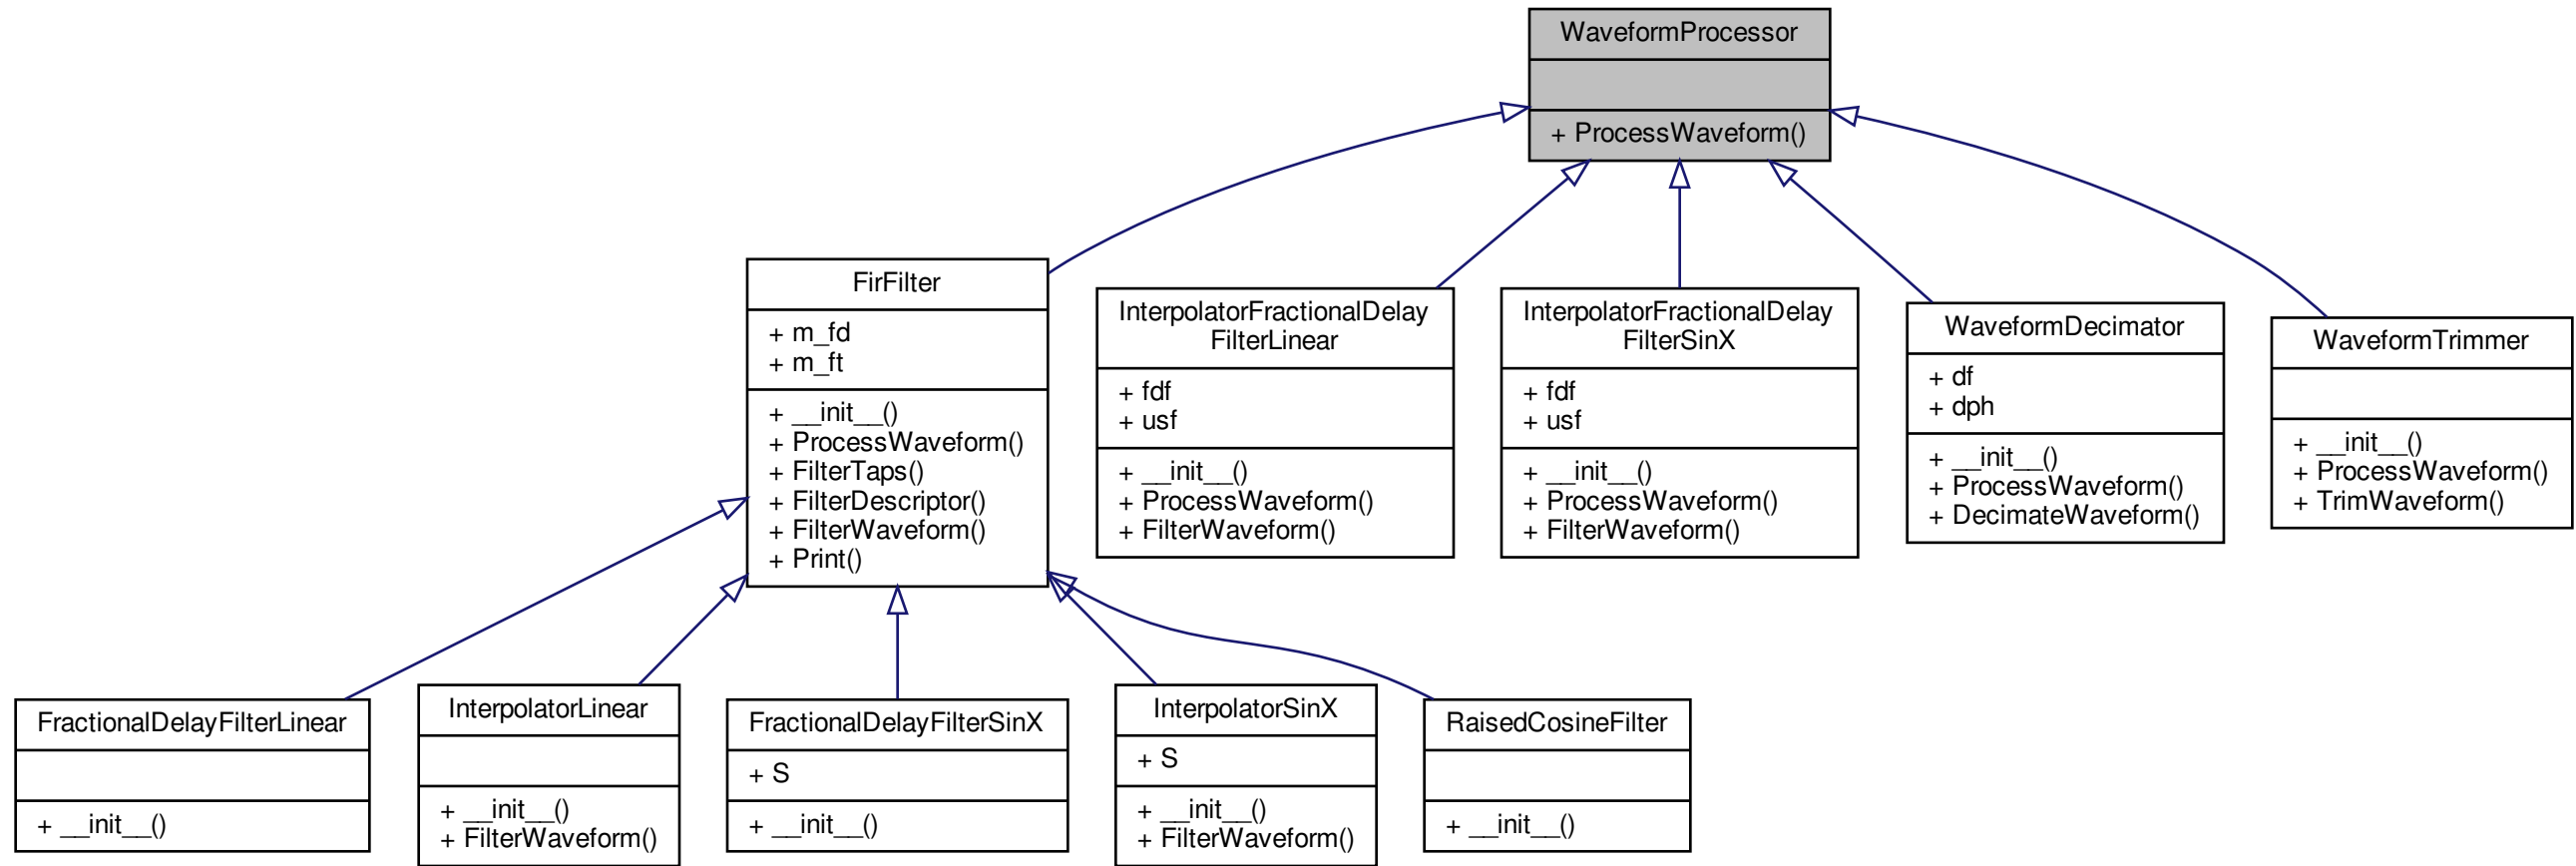 WaveformProcessor
+ ProcessWaveform()
FirFilter
+ m_fd
+ m_ft
+ __init__()
+ ProcessWaveform()
+ FilterTaps()
+ FilterDescriptor()
+ FilterWaveform()
+ Print()
InterpolatorFractionalDelay
FilterLinear
+ fdf
+ usf
+ __init__()
+ ProcessWaveform()
+ FilterWaveform()
InterpolatorFractionalDelay
FilterSinX
+ fdf
+ usf
+ __init__()
+ ProcessWaveform()
+ FilterWaveform()
WaveformDecimator
+ df
+ dph
+ __init__()
+ ProcessWaveform()
+ DecimateWaveform()
WaveformTrimmer
+ __init__()
+ ProcessWaveform()
+ TrimWaveform()
FractionalDelayFilterLinear
+ __init__()
InterpolatorLinear
+ __init__()
+ FilterWaveform()
FractionalDelayFilterSinX
+ S
+ __init__()
InterpolatorSinX
+ S
+ __init__()
+ FilterWaveform()
RaisedCosineFilter
+ __init__()